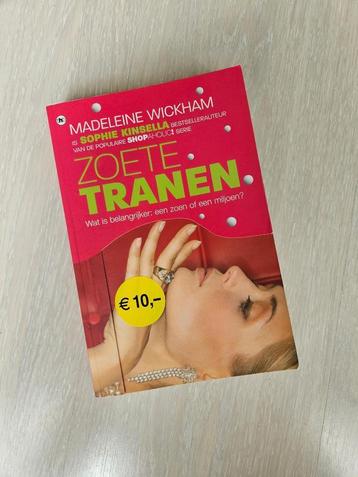 MADELEINE WICKHAM
IS SOPHIE KINSELLA BESTSELLERAUTEUR
VAN DE POPULAIRE SHOPAHOLIC! SERIE
ZOETE
TRANEN
Wat is belangrijker: een zoen of een miljoen?
€ 10,-